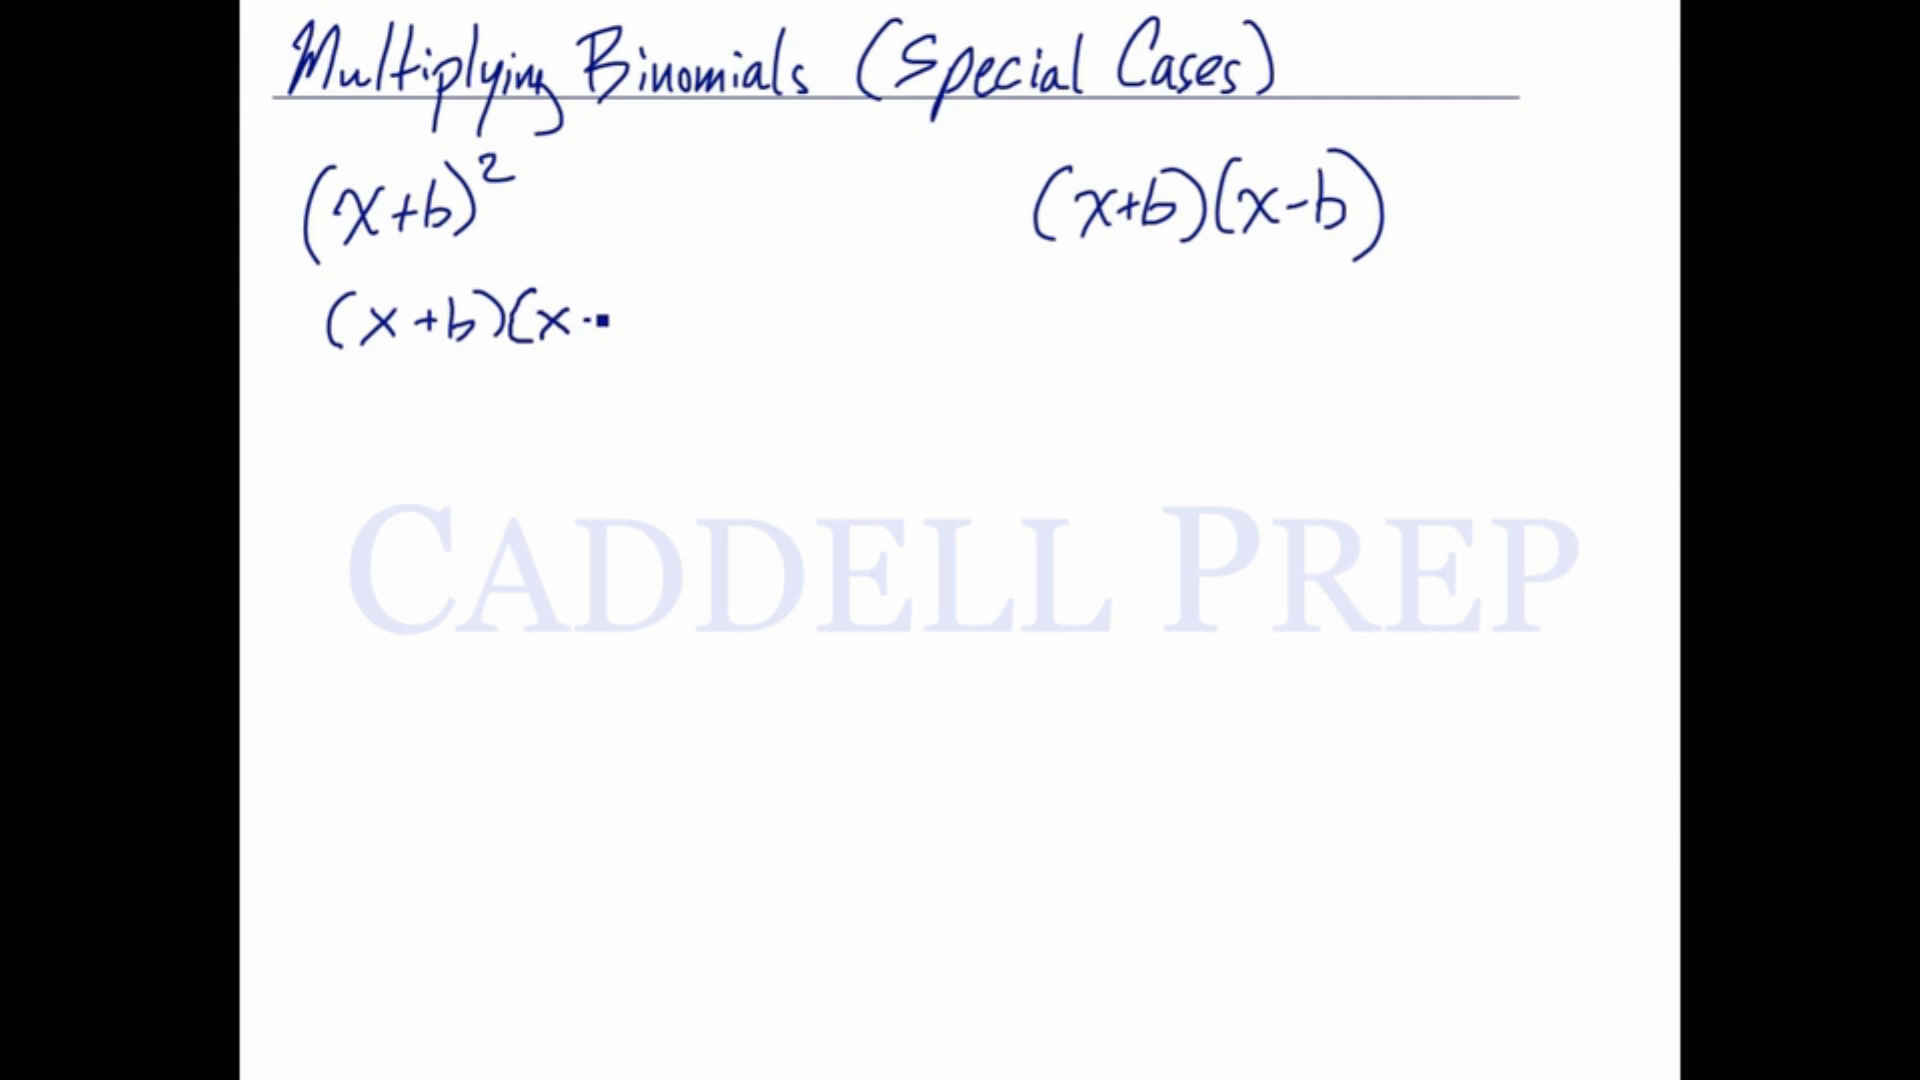 Multiplying Binomials (Special Cases)
(x+b)² (x+b)(x-b)
(x+b)(x -
CADDELL PREP